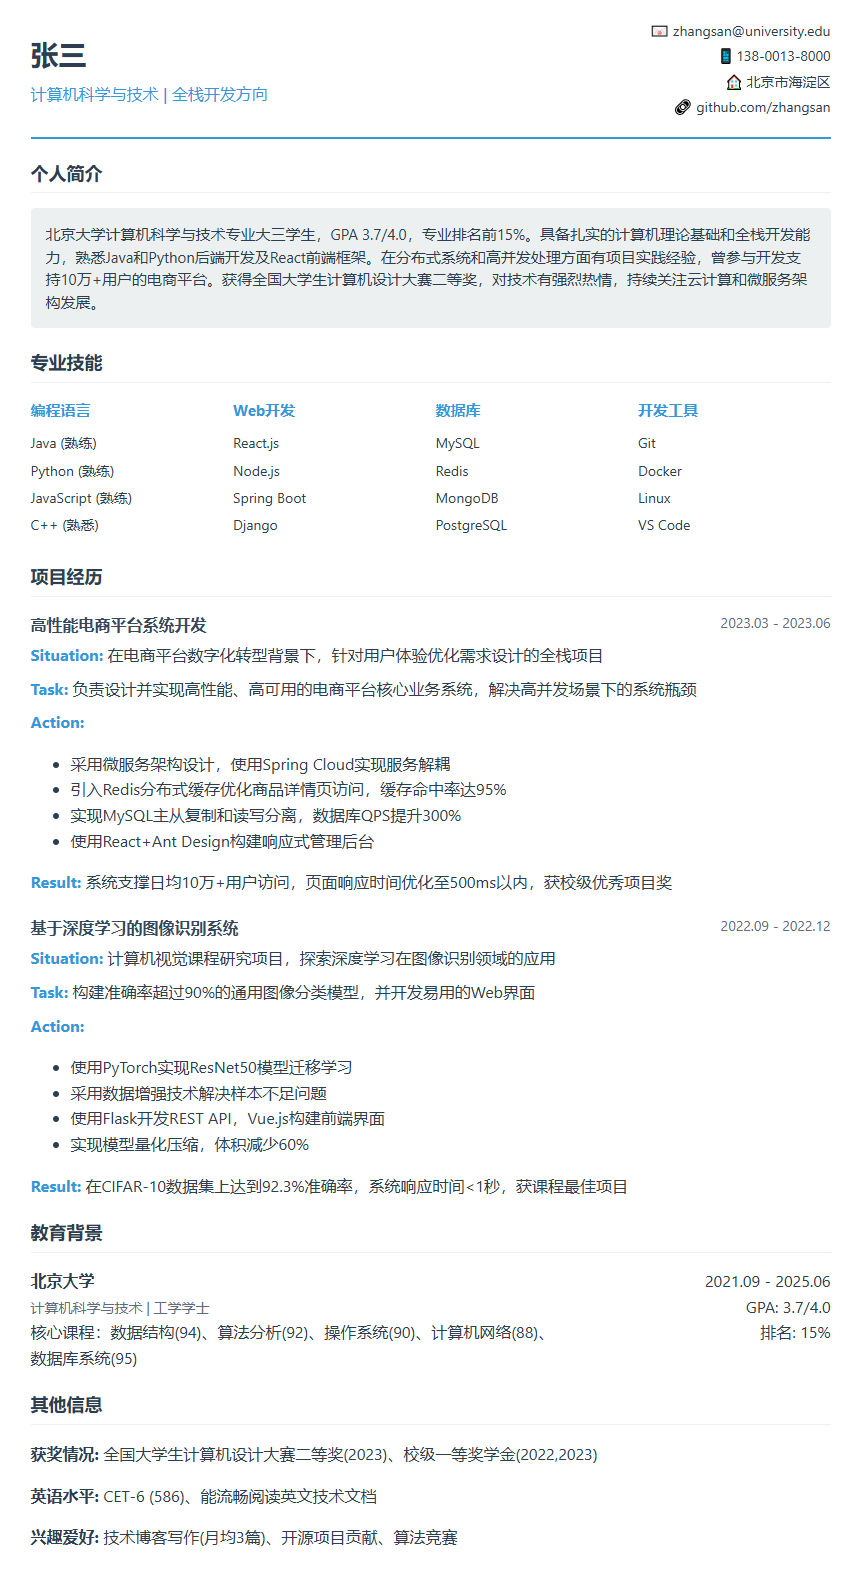 张三
计算机科学与技术 | 全栈开发方向
zhangsan@university.edu
138-0013-8000
北京市海淀区
github.com/zhangsan
个人简介
北京大学计算机科学与技术专业大三学生，GPA 3.7/4.0，专业排名前15%。具备扎实的计算机理论基础和全栈开发能
力，熟悉Java和Python后端开发及React前端框架。在分布式系统和高并发处理方面有项目实践经验，曾参与开发支
持10万+用户的电商平台。获得全国大学生计算机设计大赛二等奖，对技术有强烈热情，持续关注云计算和微服务架
构发展。
专业技能
编程语言
Java (熟练)
Python (熟练)
JavaScript (熟练)
C++ (熟悉)
Web开发
React.js
Node.js
Spring Boot
Django
数据库
MySQL
Redis
MongoDB
PostgreSQL
开发工具
Git
Docker
Linux
VS Code
项目经历
高性能电商平台系统开发
2023.03 - 2023.06
Situation: 在电商平台数字化转型背景下，针对用户体验优化需求设计的全栈项目
Task: 负责设计并实现高性能、高可用的电商平台核心业务系统，解决高并发场景下的系统瓶颈
Action:
• 采用微服务架构设计，使用Spring Cloud实现服务解耦
• 引入Redis分布式缓存优化商品详情页访问，缓存命中率达95%
• 实现MySQL主从复制和读写分离，数据库QPS提升300%
• 使用React+Ant Design构建响应式管理后台
Result: 系统支撑日均10万+用户访问，页面响应时间优化至500ms以内，获校级优秀项目奖
基于深度学习的图像识别系统
2022.09 - 2022.12
Situation: 计算机视觉课程研究项目，探索深度学习在图像识别领域的应用
Task: 构建准确率超过90%的通用图像分类模型，并开发易用的Web界面
Action:
• 使用PyTorch实现ResNet50模型迁移学习
• 采用数据增强技术解决样本不足问题
• 使用Flask开发REST API，Vue.js构建前端界面
• 实现模型量化压缩，体积减少60%
Result: 在CIFAR-10数据集上达到92.3%准确率，系统响应时间<1秒，获课程最佳项目
教育背景
北京大学
计算机科学与技术 | 工学学士
核心课程：数据结构(94)、算法分析(92)、操作系统(90)、计算机网络(88)、
数据库系统(95)
2021.09 - 2025.06
GPA: 3.7/4.0
排名: 15%
其他信息
获奖情况: 全国大学生计算机设计大赛二等奖(2023)、校级一等奖学金(2022,2023)
英语水平: CET-6 (586)、能流畅阅读英文技术文档
兴趣爱好: 技术博客写作(月均3篇)、开源项目贡献、算法竞赛